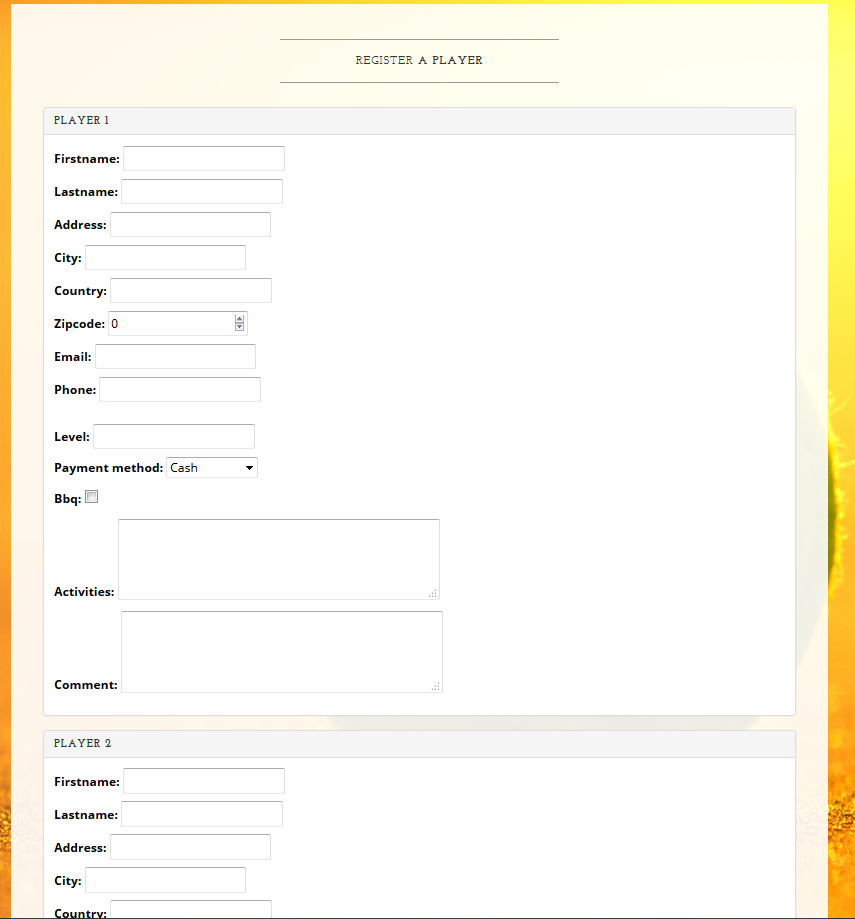 REGISTER A PLAYER
PLAYER 1
Firstname:
Lastname:
Address:
City:
Country:
Zipcode: 0
Email:
Phone:
Level:
Payment method: Cash
Bbq:
Activities:
Comment:
PLAYER 2
Firstname:
Lastname:
Address:
City:
Country: